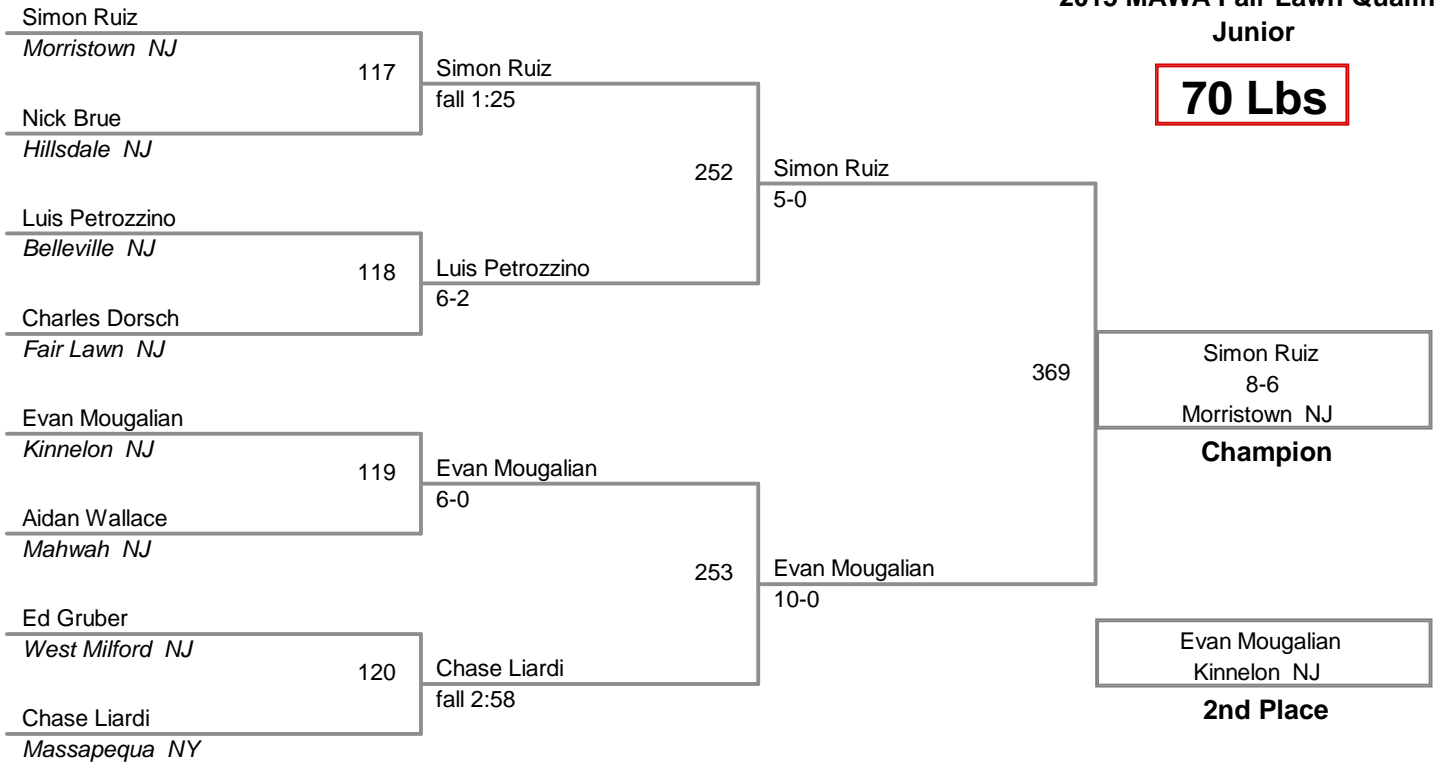 2015 MAWA Fair Lawn
Junior
70 Lbs
Simon Ruiz
Morristown NJ
117
Nick Brue
Hillsdale NJ
Simon Ruiz
fall 1:25
Luis Petrozzino
Belleville NJ
118
Charles Dorsch
Fair Lawn NJ
Luis Petrozzino
6-2
252
Simon Ruiz
5-0
Evan Mougalian
Kinnelon NJ
119
Aidan Wallace
Mahwah NJ
Evan Mougalian
6-0
Ed Gruber
West Milford NJ
120
Chase Liardi
Massapequa NY
Chase Liardi
fall 2:58
253
Evan Mougalian
10-0
369
Simon Ruiz
8-6
Morristown NJ
Champion
Evan Mougalian
Kinnelon NJ
2nd Place